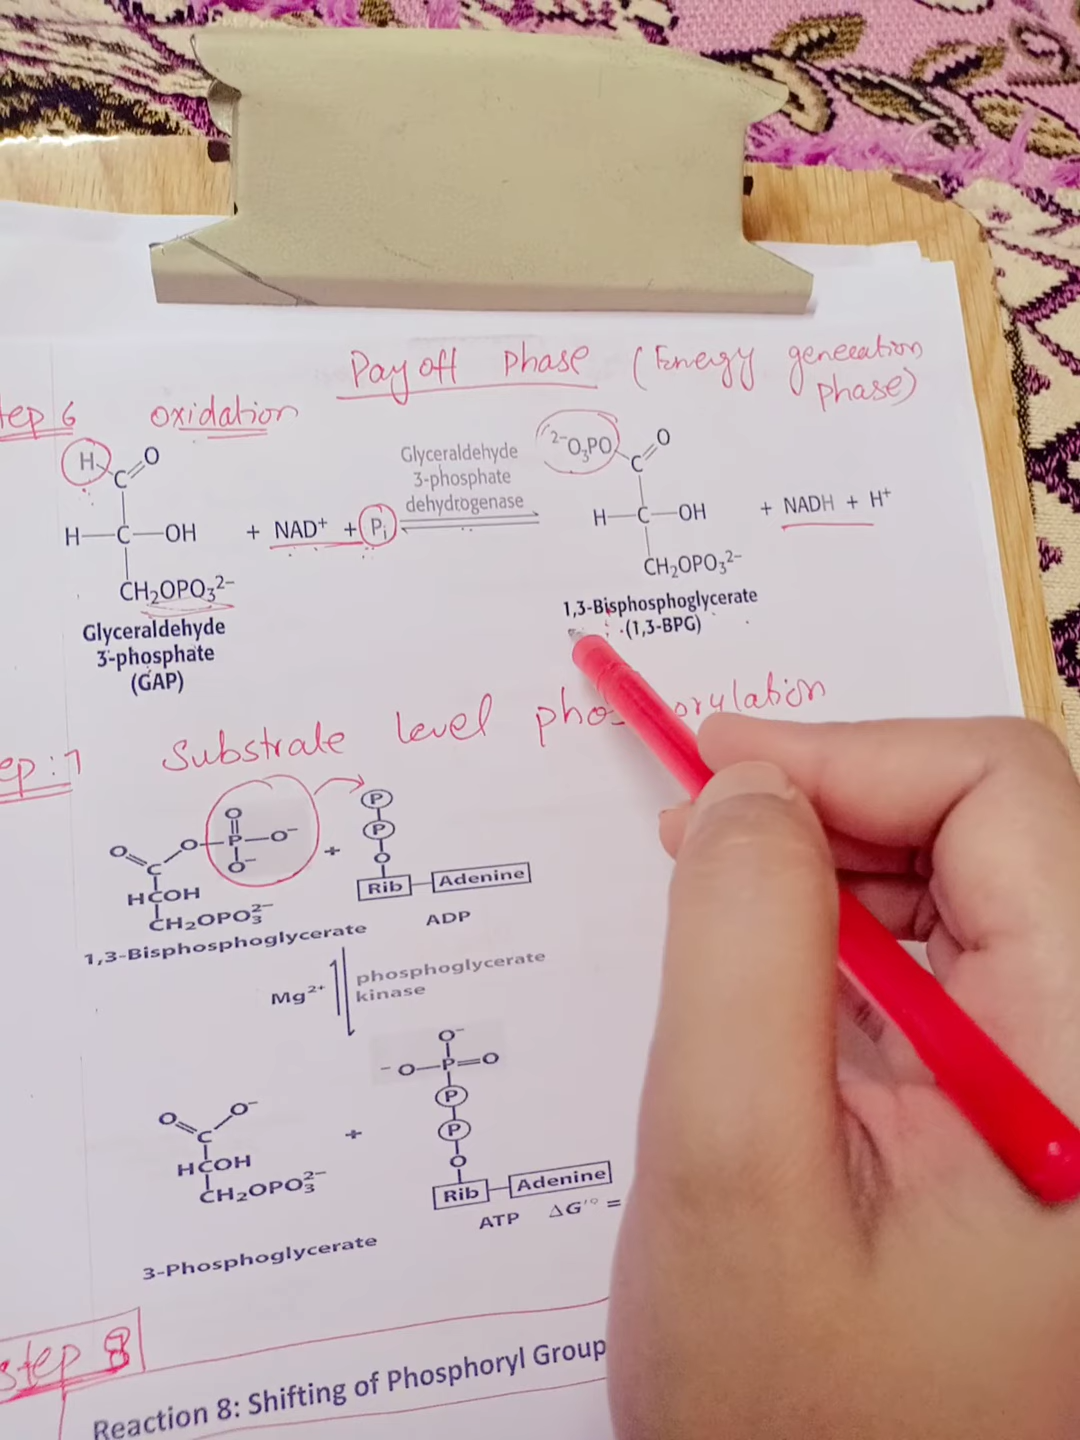 Pay off phase (Energy generation
phase)
tep 6 oxidation
H C O
Glyceraldehyde
3-phosphate
dehydrogenase
²⁻O₃PO C O
H—C—OH + NAD⁺ + Pi
H—C—OH + NADH + H⁺
CH₂OPO₃²⁻
CH₂OPO₃²⁻
Glyceraldehyde
3-phosphate
(GAP)
1,3-Bisphosphoglycerate
(1,3-BPG)
ep:7 Substrate level phosphorylation
O P P
O C O—P—O⁻ + P
O⁻ O
HCOH Rib Adenine
CH₂OPO₃²⁻
1,3-Bisphosphoglycerate ADP
Mg²⁺ phosphoglycerate
kinase
O⁻
⁻O—P=O
P
O C O⁻ + P
HCOH O
CH₂OPO₃²⁻ Rib Adenine
ATP ΔG'° =
3-Phosphoglycerate
step 8
Reaction 8: Shifting of Phosphoryl Group